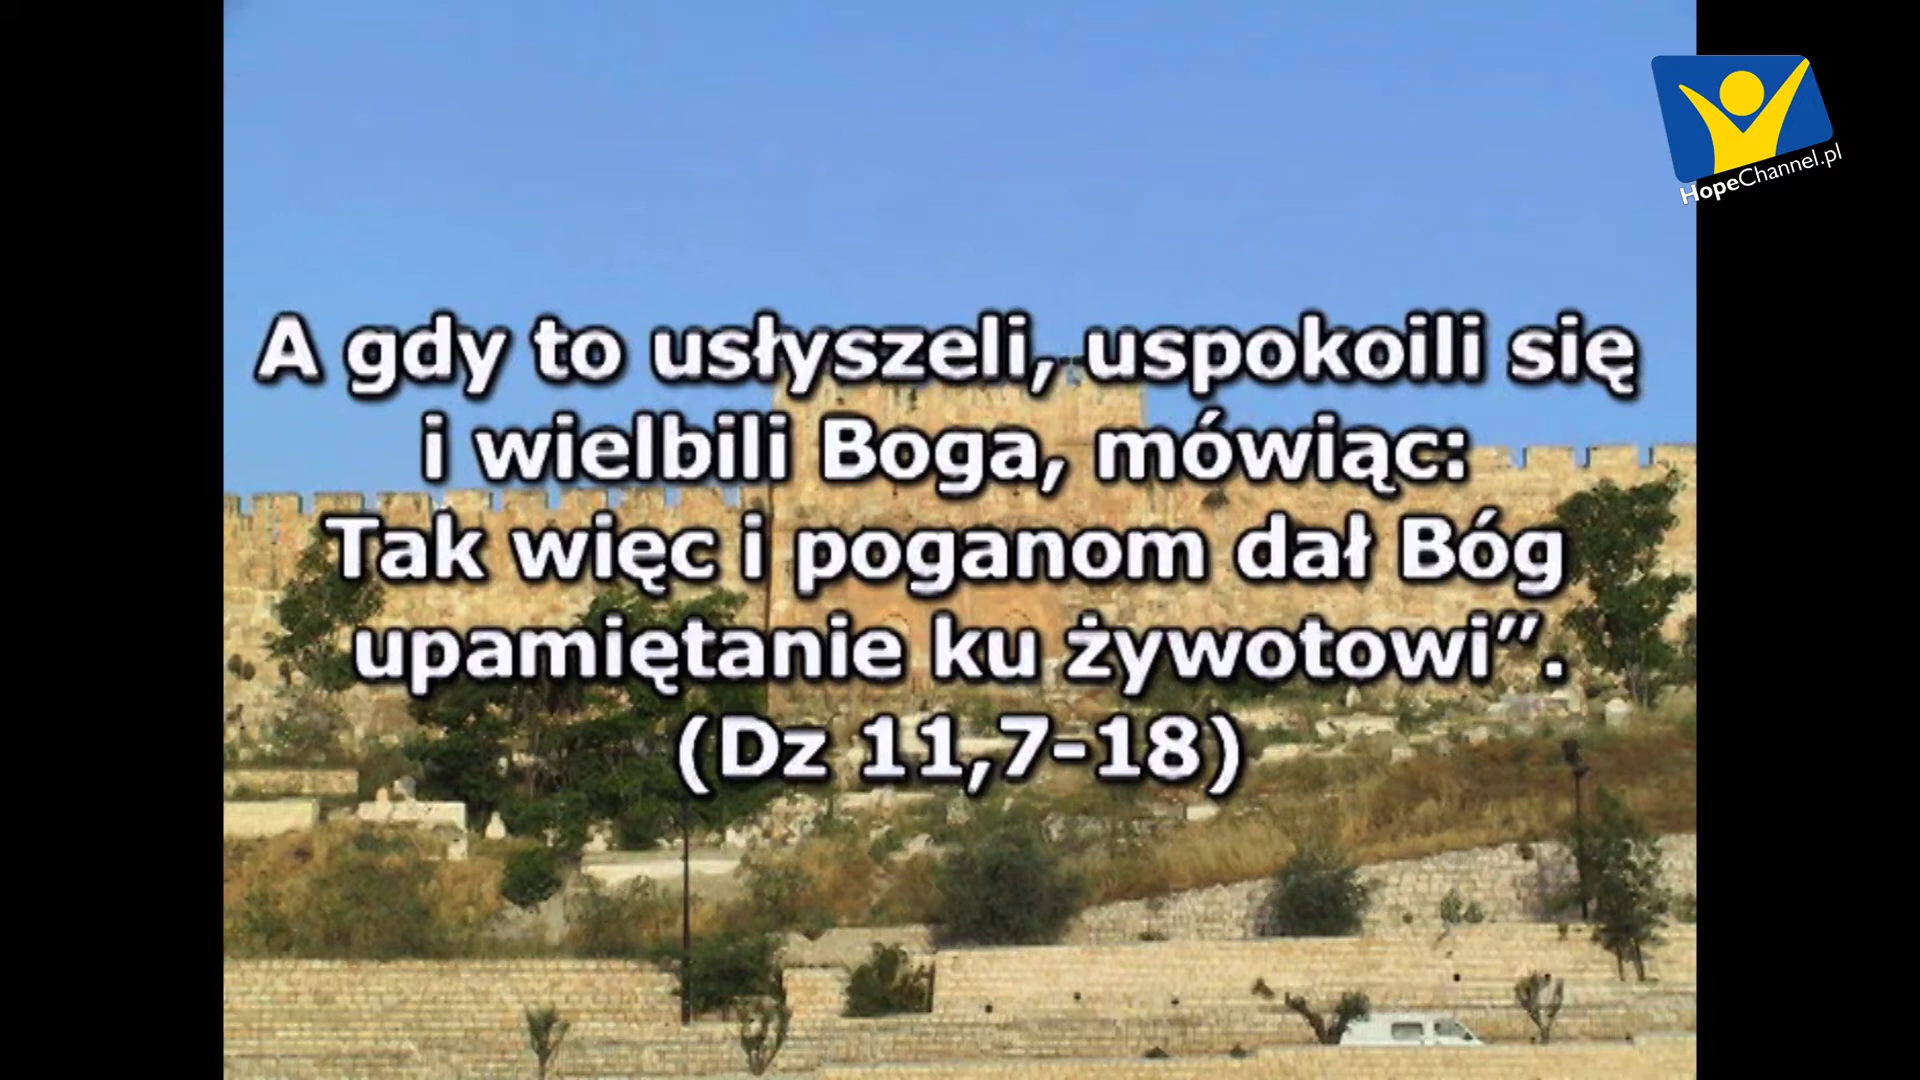 HopeChannel.pl
A gdy to usłyszeli, uspokoili się
i wielbili Boga, mówiąc:
Tak więc i poganom dał Bóg
upamiętanie ku żywotowi”.
(Dz 11,7-18)